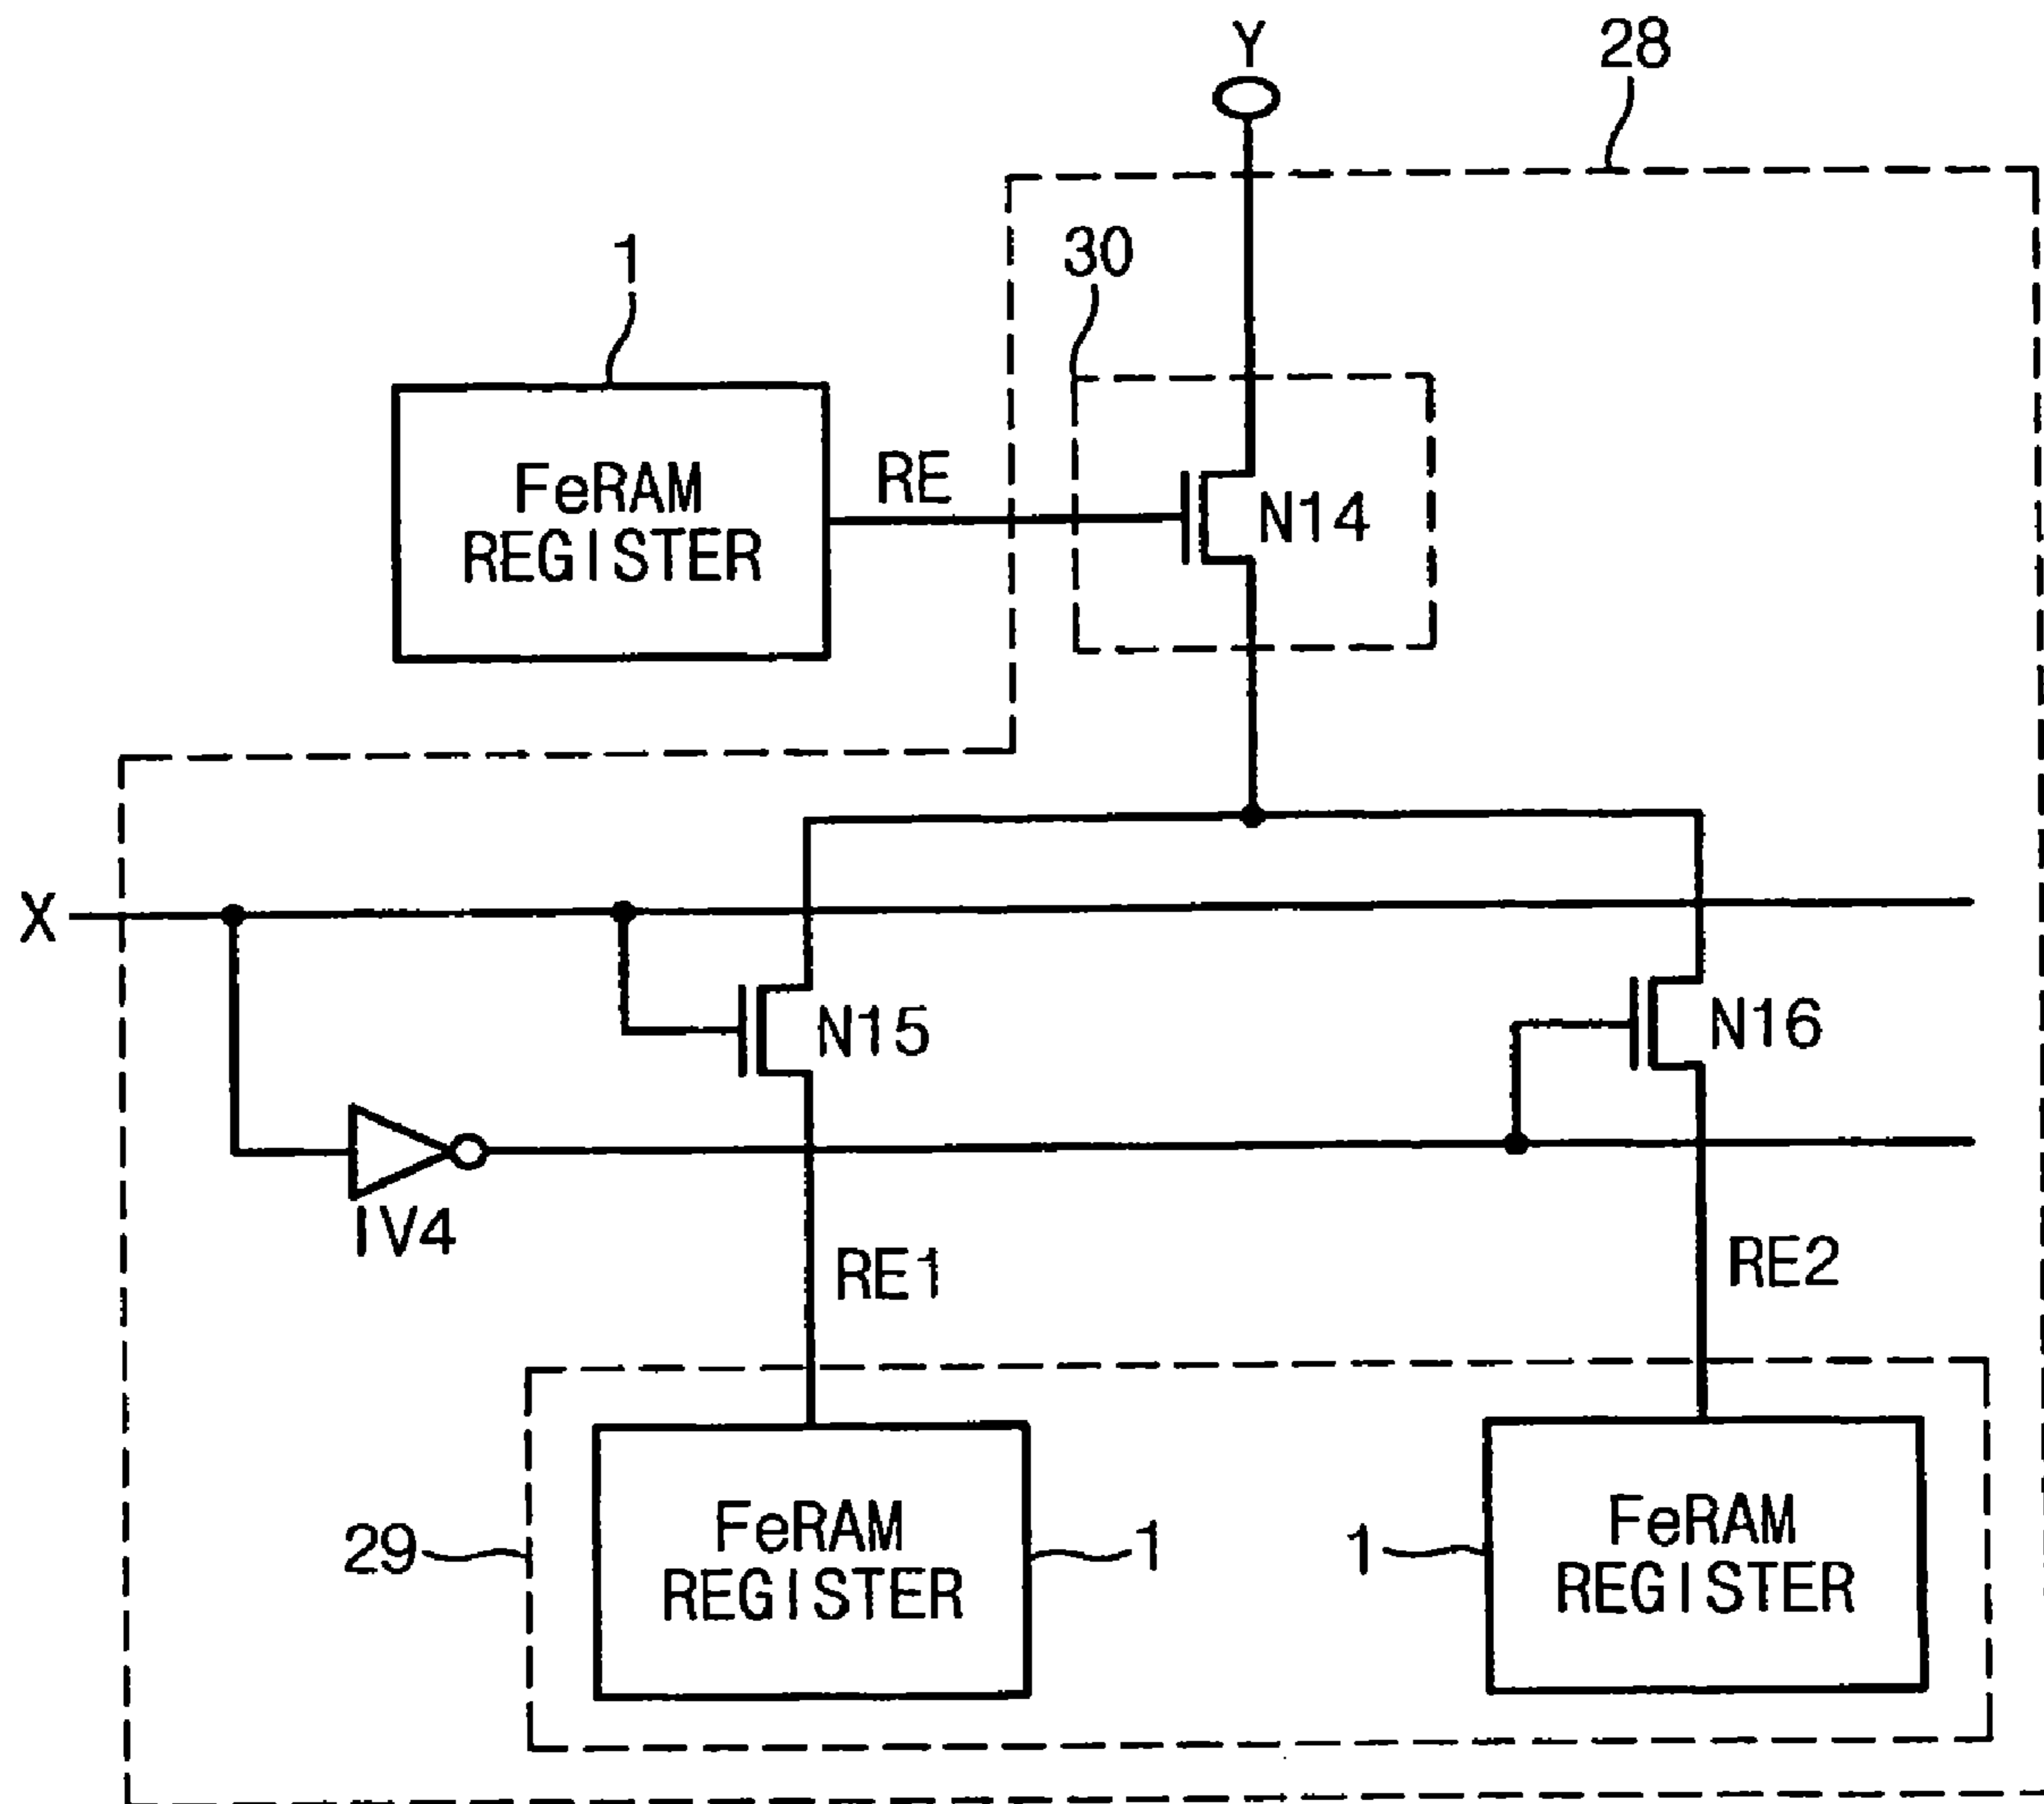 Y
28
30
1
FeRAM
REGISTER
RE
N14
X
N15
N16
IV4
RE1
RE2
29
FeRAM
REGISTER
1
1
FeRAM
REGISTER